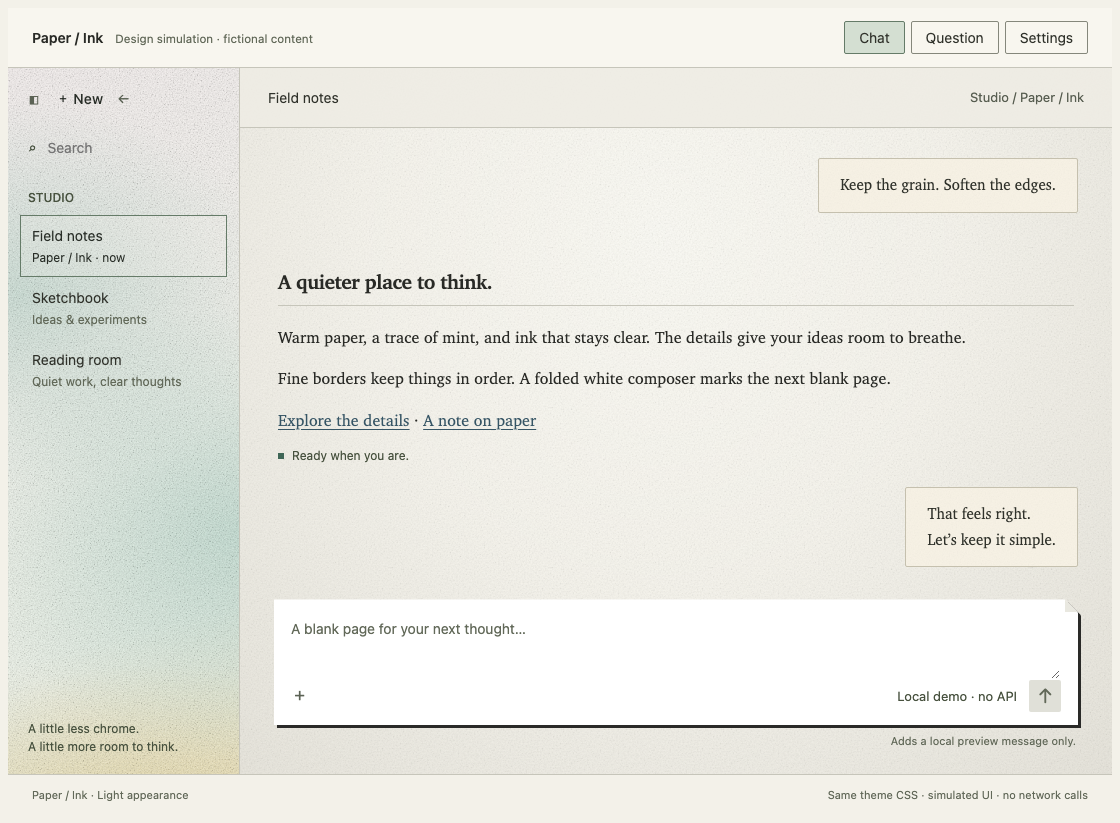 Paper / Ink Design simulation · fictional content
Chat Question Settings
+ New ←
Search
STUDIO
Field notes
Paper / Ink · now
Sketchbook
Ideas & experiments
Reading room
Quiet work, clear thoughts
A little less chrome.
A little more room to think.
Field notes Studio / Paper / Ink
Keep the grain. Soften the edges.
A quieter place to think.
Warm paper, a trace of mint, and ink that stays clear. The details give your ideas room to breathe.
Fine borders keep things in order. A folded white composer marks the next blank page.
Explore the details · A note on paper
Ready when you are.
That feels right.
Let’s keep it simple.
A blank page for your next thought…
+ Local demo · no API
Adds a local preview message only.
Paper / Ink · Light appearance Same theme CSS · simulated UI · no network calls